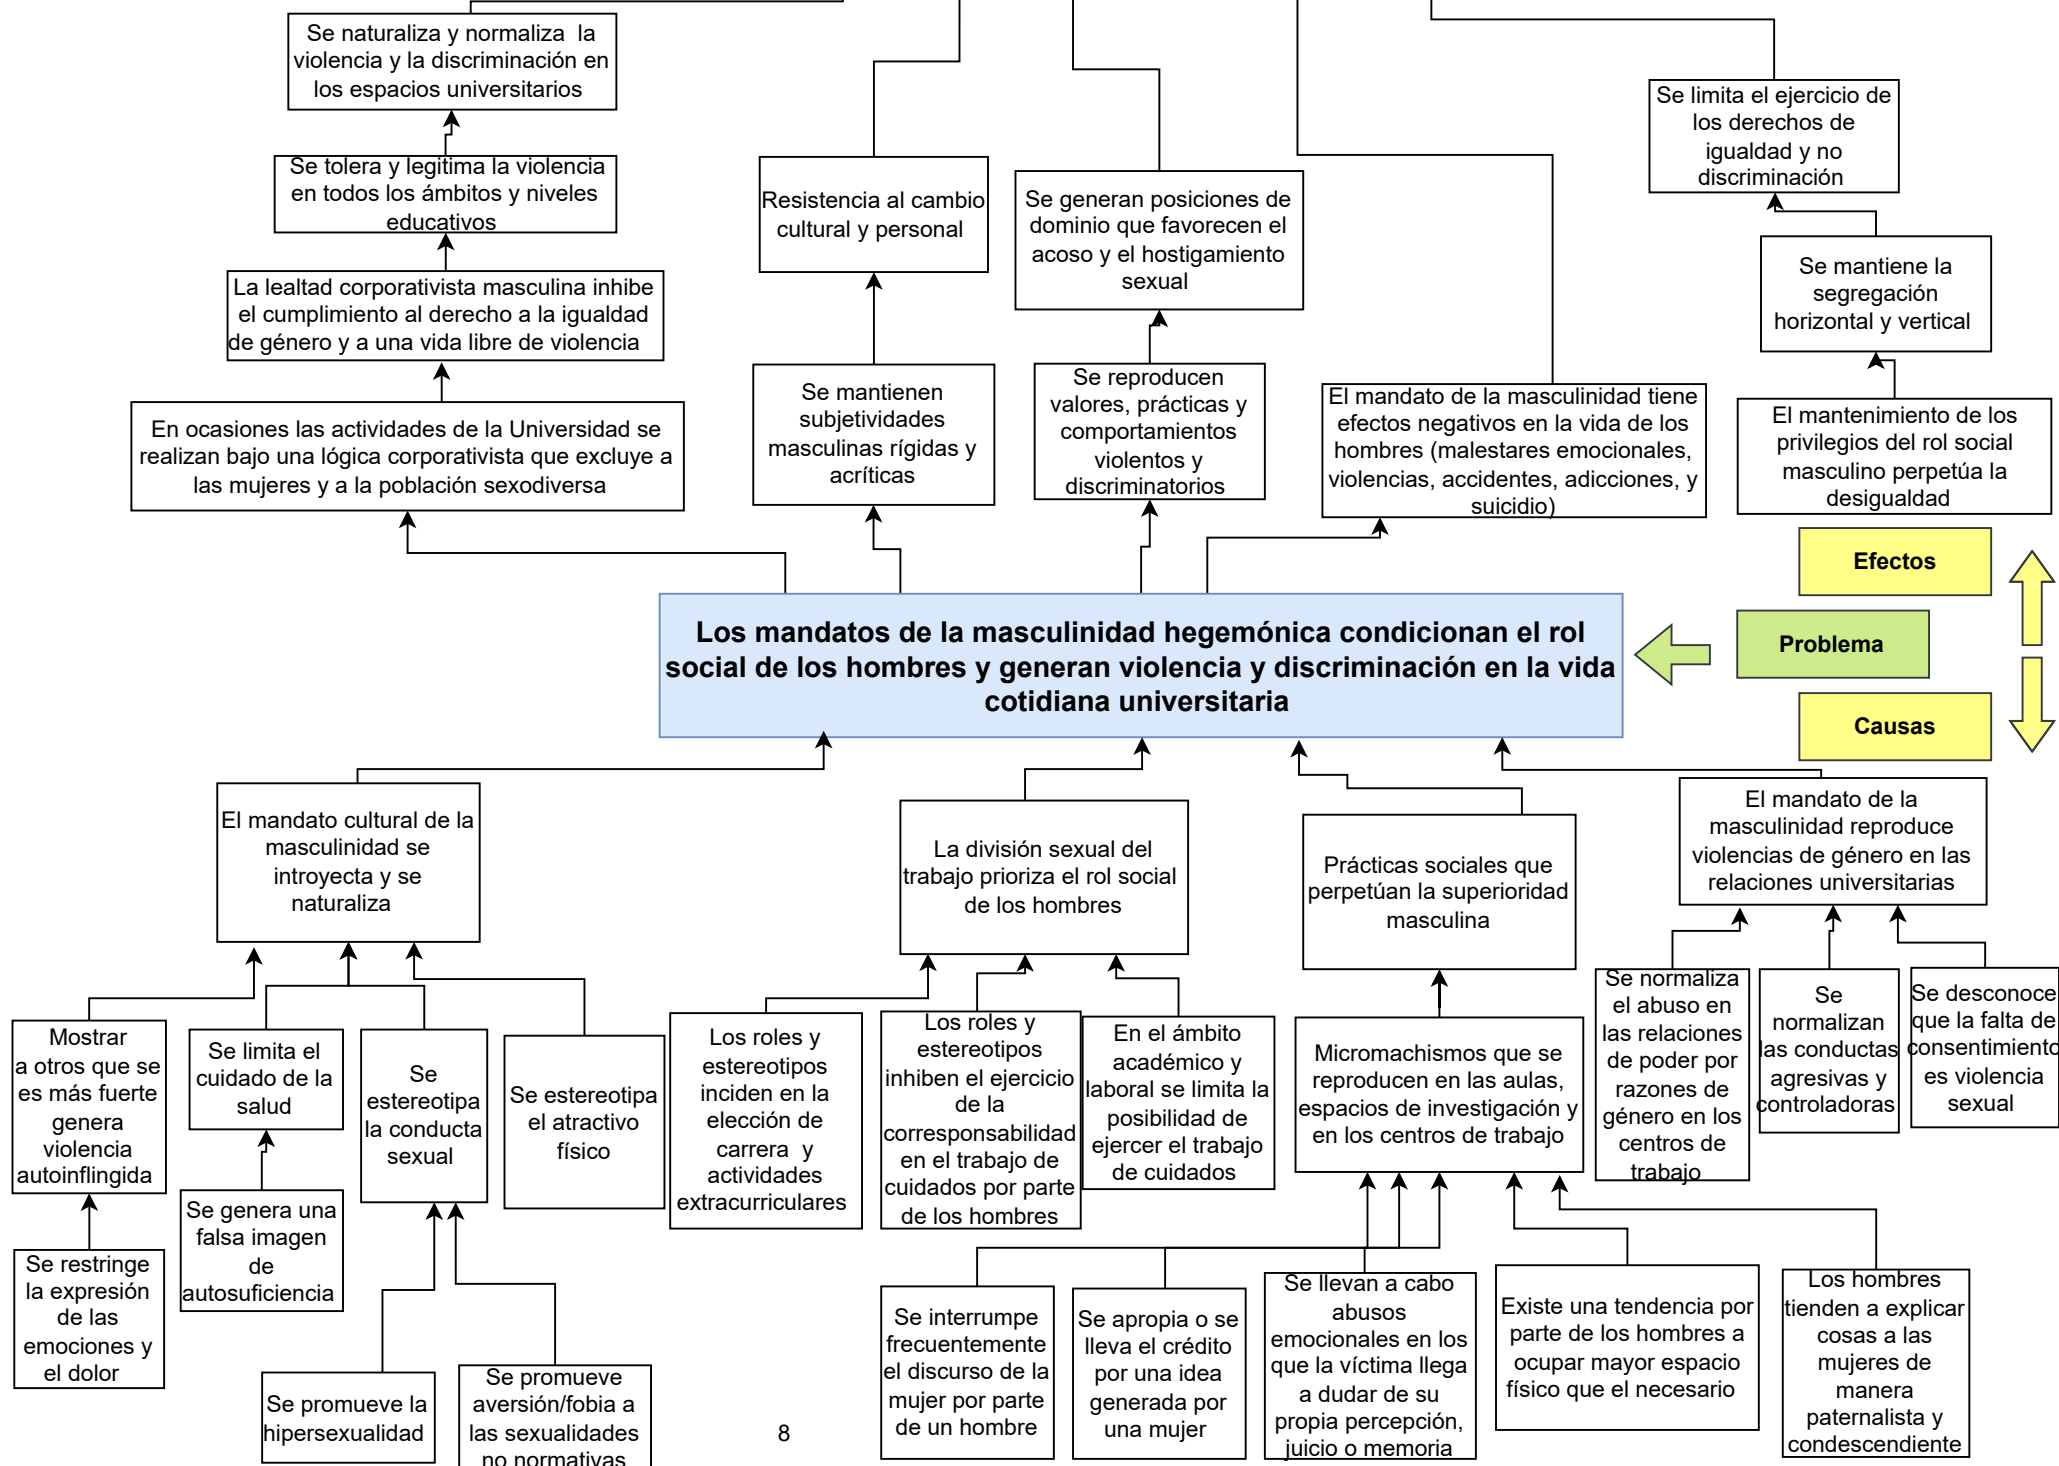 Se naturaliza y normaliza la
violencia y la discriminación en
los espacios universitarios
Se limita el ejercicio de
los derechos de
igualdad y no
discriminación
Se tolera y legitima la violencia
en todos los ámbitos y niveles
educativos
Resistencia al cambio
cultural y personal
Se generan posiciones de
dominio que favorecen el
acoso y el hostigamiento
sexual
Se mantiene la
segregación
horizontal y vertical
La lealtad corporativista masculina inhibe
el cumplimiento al derecho a la igualdad
de género y a una vida libre de violencia
En ocasiones las actividades de la Universidad se
realizan bajo una lógica corporativista que excluye a
las mujeres y a la población sexodiversa
Se mantienen
subjetividades
masculinas rígidas y
acríticas
Se reproducen
valores, prácticas y
comportamientos
violentos y
discriminatorios
El mandato de la masculinidad tiene
efectos negativos en la vida de los
hombres (malestares emocionales,
violencias, accidentes, adicciones, y
suicidio)
El mantenimiento de los
privilegios del rol social
masculino perpetúa la
desigualdad
Efectos
Los mandatos de la masculinidad hegemónica condicionan el rol
social de los hombres y generan violencia y discriminación en la vida
cotidiana universitaria
Problema
Causas
El mandato cultural de la
masculinidad se
introyecta y se
naturaliza
La división sexual del
trabajo prioriza el rol social
de los hombres
Prácticas sociales que
perpetúan la superioridad
masculina
El mandato de la
masculinidad reproduce
violencias de género en las
relaciones universitarias
Mostrar
a otros que se
es más fuerte
genera
violencia
autoinflingida
Se limita el
cuidado de la
salud
Se
estereotipa
la conducta
sexual
Se estereotipa
el atractivo
físico
Los roles y
estereotipos
inciden en la
elección de
carrera y
actividades
extracurriculares
Los roles y
estereotipos
inhiben el ejercicio
de la
corresponsabilidad
en el trabajo de
cuidados por parte
de los hombres
En el ámbito
académico y
laboral se limita la
posibilidad de
ejercer el trabajo
de cuidados
Micromachismos que se
reproducen en las aulas,
espacios de investigación y
en los centros de trabajo
Se normaliza
el abuso en
las relaciones
de poder por
razones de
género en los
centros de
trabajo
Se
normalizan
las conductas
agresivas y
controladoras
Se desconoce
que la falta de
consentimiento
es violencia
sexual
Se restringe
la expresión
de las
emociones y
el dolor
Se genera una
falsa imagen
de
autosuficiencia
Se promueve la
hipersexualidad
Se promueve
aversión/fobia a
las sexualidades
no normativas
Se interrumpe
frecuentemente
el discurso de la
mujer por parte
de un hombre
Se apropia o se
lleva el crédito
por una idea
generada por
una mujer
Se llevan a cabo
abusos
emocionales en los
que la víctima llega
a dudar de su
propia percepción,
juicio o memoria
Existe una tendencia por
parte de los hombres a
ocupar mayor espacio
físico que el necesario
Los hombres
tienden a explicar
cosas a las
mujeres de
manera
paternalista y
condescendiente
8